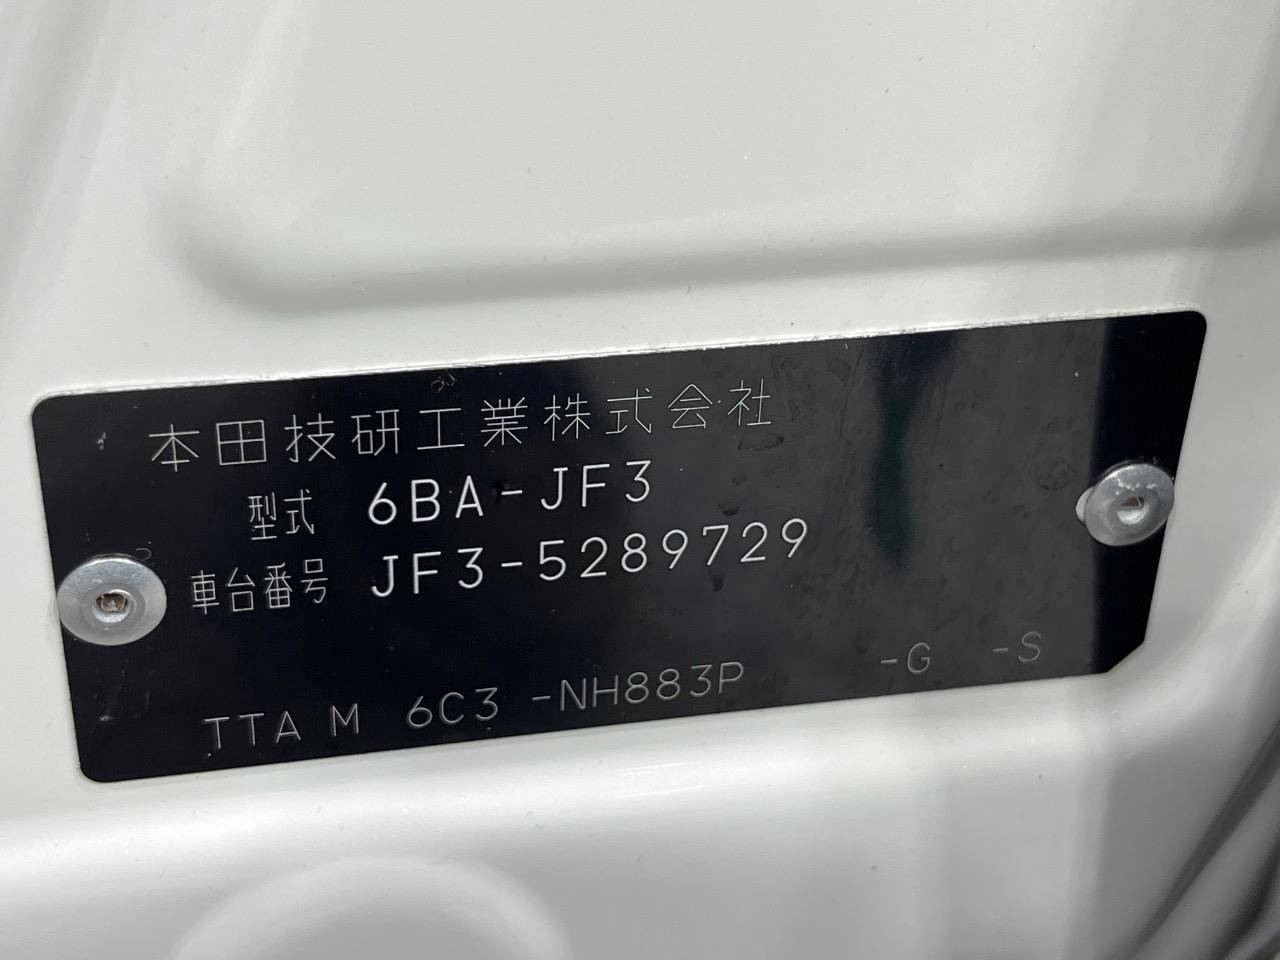 本田技研工業株式会社
型式 6BA-JF3
車台番号 JF3-5289729
TTA M 6C3 -NH883P -G -S